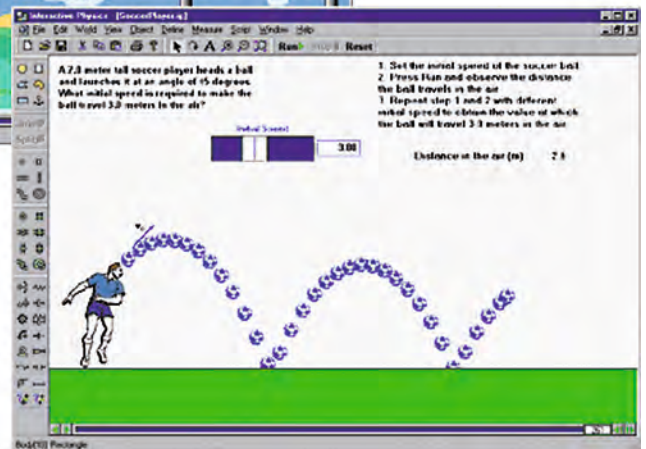 Interactive Physics - [SoccerPlayer.ip]
File Edit World View Object Define Measure Script Window Help
Run Reset
A 2.0 meter tall soccer player heads a ball
and launches it at an angle of 45 degrees.
What initial speed is required to make the
ball travel 3.0 meters in the air?
Initial Speed
3.00
1. Set the initial speed of the soccer ball
2. Press Run and observe the distance
the ball travels in the air
3. Repeat step 1 and 2 with different
initial speed to obtain the value at which
the ball will travel 3.0 meters in the air
Distance in the air (m) 2.6
Body[10] Rectangle